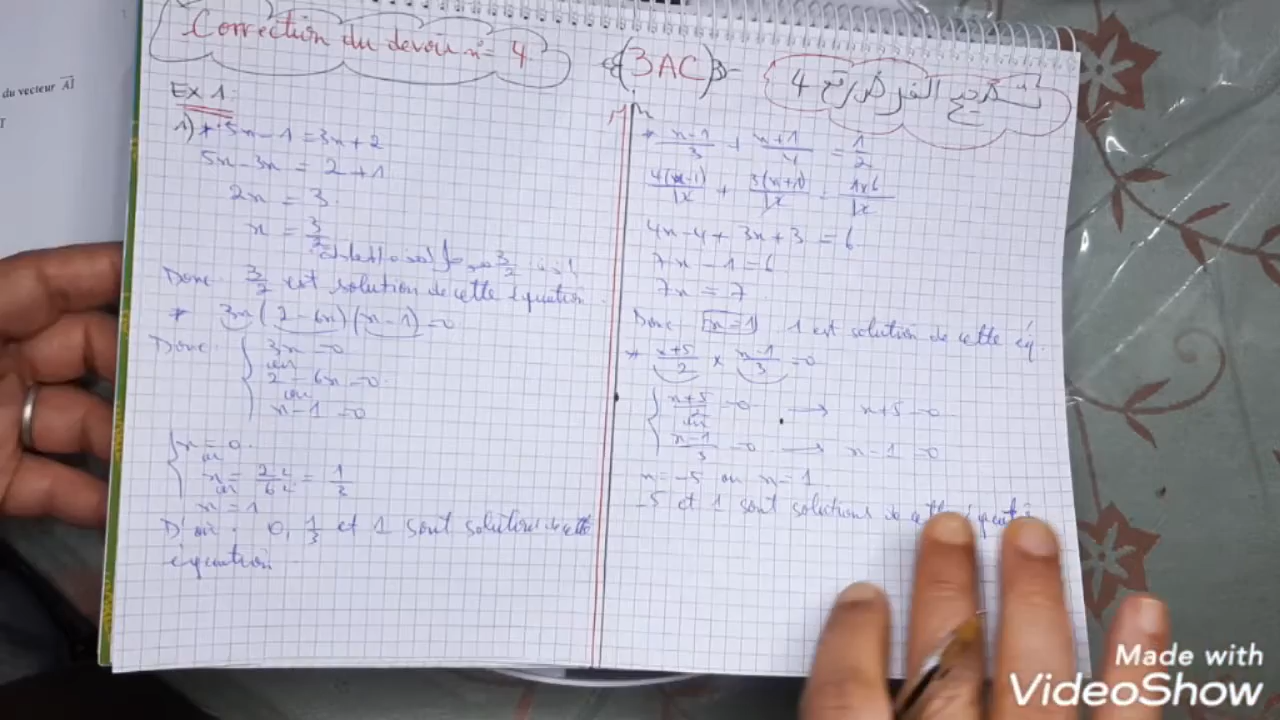 du vecteur AI
Correction du devoir n= 4
3AC
تصحيح الفرض رقم 4
Ex 1:
1) * 5x - 1 = 3x + 2
5x - 3x = 2 + 1
2x = 3
x = 3/2
Donc 3/2 est solution de cette équation
* 3x(2 - 6x)(x - 1) = 0
Donc { 3x = 0
ou
2 - 6x = 0
ou
x - 1 = 0
{ x = 0
ou
x = 2/6 = 1/3
ou
x = 1
D'où : 0, 1/3 et 1 sont solutions de cette
équation
* (x-1)/3 + (x+1)/4 = 1/2
4(x-1)/12 + 3(x+1)/12 = 1x6/12
4x - 4 + 3x + 3 = 6
7x - 1 = 6
7x = 7
Donc x = 1 1 est solution de cette éq.
* (x+5)/2 × (x-1)/3 = 0
{ (x+5)/2 = 0 → x + 5 = 0
ou
(x-1)/3 = 0 → x - 1 = 0
x = -5 ou x = 1
-5 et 1 sont solutions de cette
Made with
VideoShow